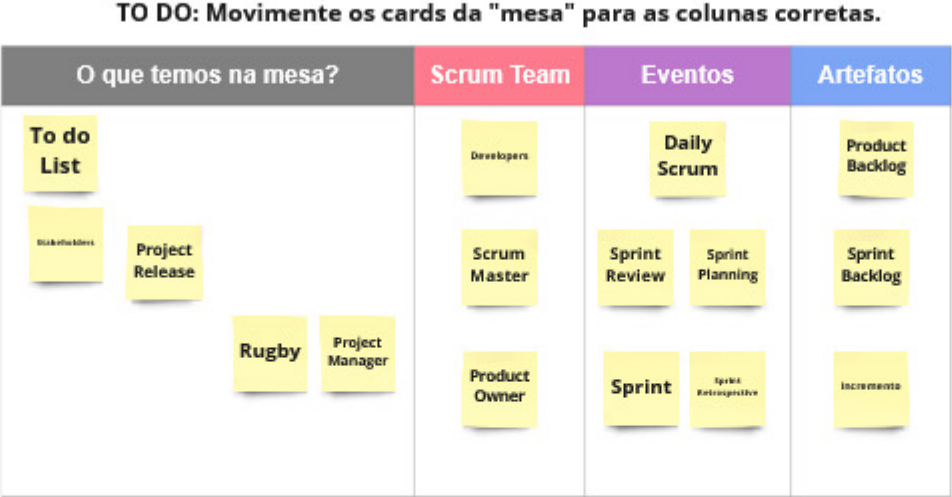 TO DO: Movimente os cards da "mesa" para as colunas corretas.
O que temos na mesa?
Scrum Team
Eventos
Artefatos
To do
List
Stakeholders
Project
Release
Rugby
Project
Manager
Developers
Scrum
Master
Product
Owner
Daily
Scrum
Sprint
Review
Sprint
Planning
Sprint
Sprint
Retrospective
Product
Backlog
Sprint
Backlog
Incremento